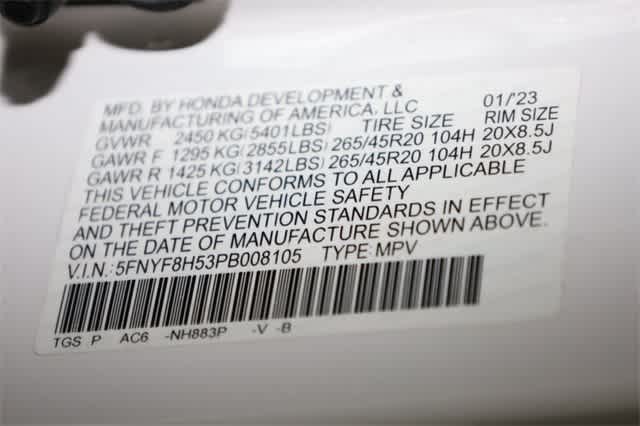 MFD. BY HONDA DEVELOPMENT &
MANUFACTURING OF AMERICA, LLC 01/'23
GVWR 2450 KG(5401LBS) TIRE SIZE RIM SIZE
GAWR F 1295 KG(2855LBS) 265/45R20 104H 20X8.5J
GAWR R 1425 KG(3142LBS) 265/45R20 104H 20X8.5J
THIS VEHICLE CONFORMS TO ALL APPLICABLE
FEDERAL MOTOR VEHICLE SAFETY
AND THEFT PREVENTION STANDARDS IN EFFECT
ON THE DATE OF MANUFACTURE SHOWN ABOVE.
V.I.N.:5FNYF8H53PB008105 TYPE:MPV
TGS P AC6 -NH883P -V -B